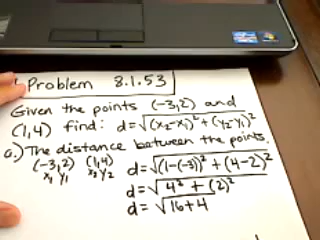 Problem 8.1.53
Given the points (-3,2) and
(1,4) find: d=√(x₂-x₁)²+(y₂-y₁)²
a.) The distance between the points.
(-3,2) (1,4) d=√(1-(-3))²+(4-2)²
x₁ y₁ x₂ y₂ d=√4²+(2)²
d=√16+4